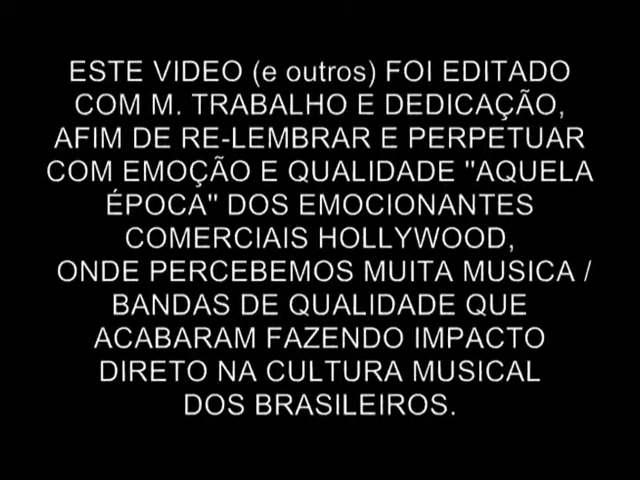 ESTE VIDEO (e outros) FOI EDITADO
COM M. TRABALHO E DEDICAÇÃO,
AFIM DE RE-LEMBRAR E PERPETUAR
COM EMOÇÃO E QUALIDADE "AQUELA
ÉPOCA" DOS EMOCIONANTES
COMERCIAIS HOLLYWOOD,
ONDE PERCEBEMOS MUITA MUSICA /
BANDAS DE QUALIDADE QUE
ACABARAM FAZENDO IMPACTO
DIRETO NA CULTURA MUSICAL
DOS BRASILEIROS.